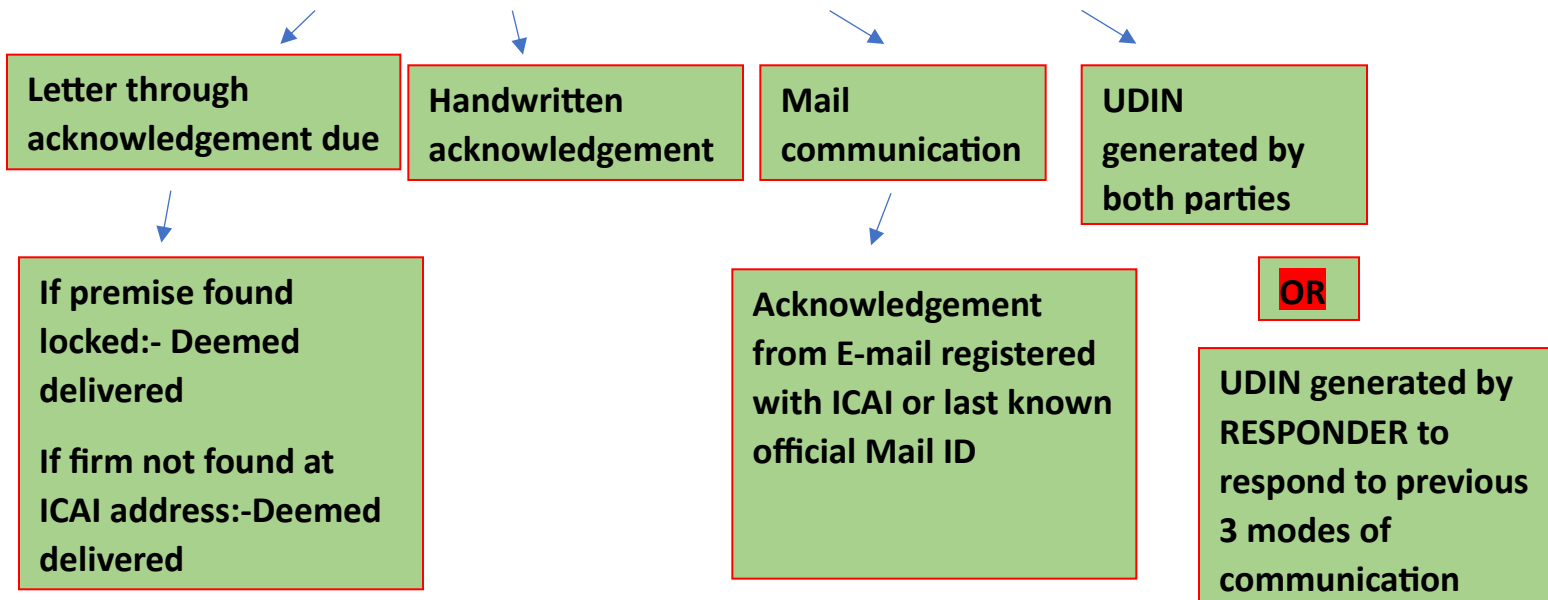 Letter through
acknowledgement due
Handwritten
acknowledgement
Mail
communication
UDIN
generated by
both parties
If premise found
locked:- Deemed
delivered
If firm not found at
ICAI address:-Deemed
delivered
Acknowledgement
from E-mail registered
with ICAI or last known
official Mail ID
OR
UDIN generated by
RESPONDER to
respond to previous
3 modes of
communication